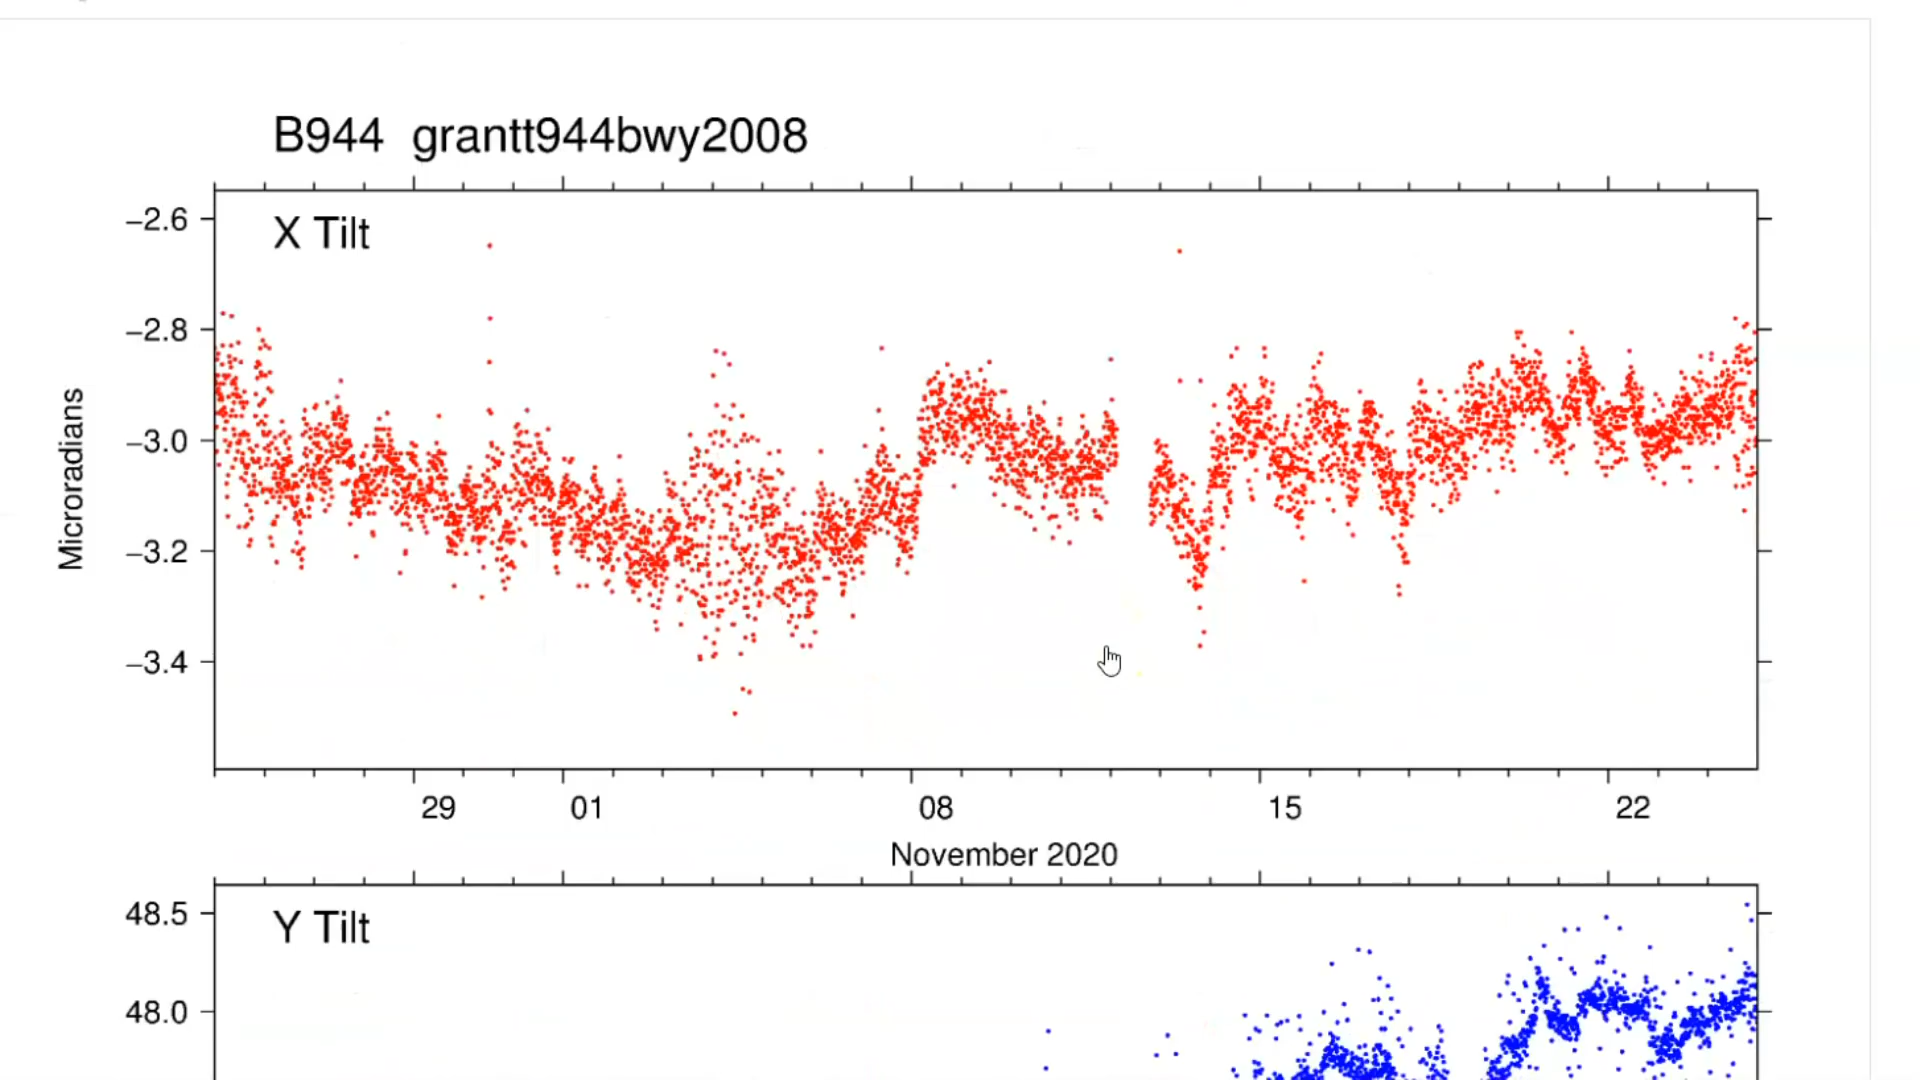 B944 grantt944bwy2008
X Tilt
−2.6
−2.8
−3.0
−3.2
−3.4
Microradians
29 01 08 15 22
November 2020
Y Tilt
48.5
48.0